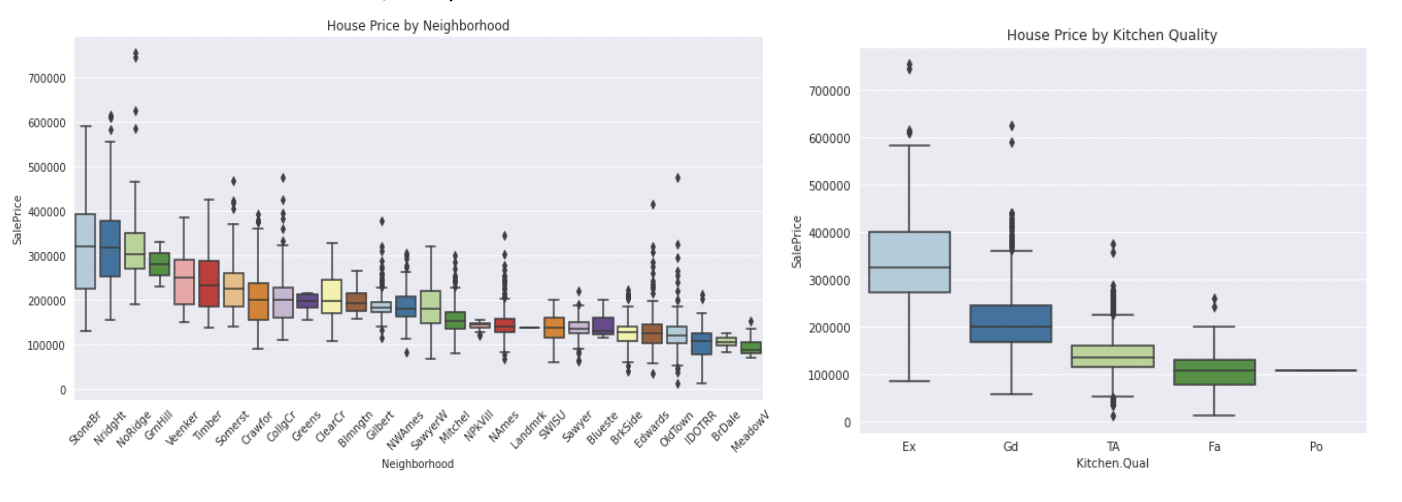 House Price by Neighborhood
700000
600000
500000
400000
300000
200000
100000
0
SalePrice
StoneBr
NridgHt
NoRidge
GrnHill
Veenker
Timber
Somerst
Crawfor
CollgCr
Greens
ClearCr
Blmngtn
Gilbert
NWAmes
SawyerW
Mitchel
NPkVill
NAmes
Landmrk
SWISU
Sawyer
Blueste
BrkSide
Edwards
OldTown
IDOTRR
BrDale
MeadowV
Neighborhood
House Price by Kitchen Quality
700000
600000
500000
400000
300000
200000
100000
0
SalePrice
Ex Gd TA Fa Po
Kitchen.Qual